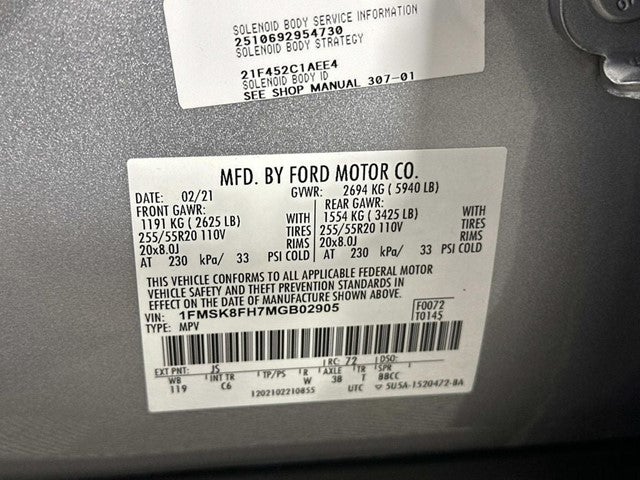 SOLENOID BODY SERVICE INFORMATION
2510692954730
SOLENOID BODY STRATEGY
21F452C1AEE4
SOLENOID BODY ID
SEE SHOP MANUAL 307-01
MFD. BY FORD MOTOR CO.
DATE: 02/21 GVWR: 2694 KG ( 5940 LB)
FRONT GAWR: REAR GAWR:
1191 KG ( 2625 LB) WITH 1554 KG ( 3425 LB) WITH
255/55R20 110V TIRES 255/55R20 110V TIRES
20x8.0J RIMS 20x8.0J RIMS
AT 230 kPa/ 33 PSI COLD AT 230 kPa/ 33 PSI COLD
THIS VEHICLE CONFORMS TO ALL APPLICABLE FEDERAL MOTOR
VEHICLE SAFETY AND THEFT PREVENTION STANDARDS IN
EFFECT ON THE DATE OF MANUFACTURE SHOWN ABOVE.
VIN: 1FMSK8FH7MGB02905 F0072
TYPE: MPV T0145
EXT PNT: JS RC: 72 DSO:
WB INT TR TP/PS R AXLE TR SPR
119 C6 W 38 T 88CC
1202102210855 UTC 5U5A-1520472-BA